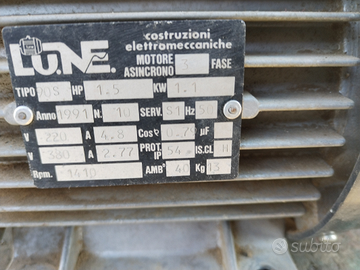 LU.NE. costruzioni
elettromeccaniche
MOTORE
ASINCRONO 3 FASE
TIPO 90S HP 1.5 KW 1.1
Anno 1991 N. 10 SERV. S1 Hz 50
V 220 A 4.8 Cosφ 0.79 µF
V 380 A 2.77 PROT. IP 54 IS.CL H
Rpm. 1410 AMB° 40 Kg 13
subito